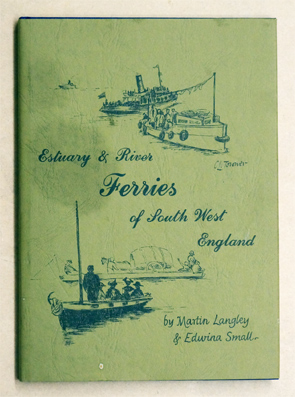 Estuary & River
Ferries
of South West
England
by Martin Langley
& Edwina Small